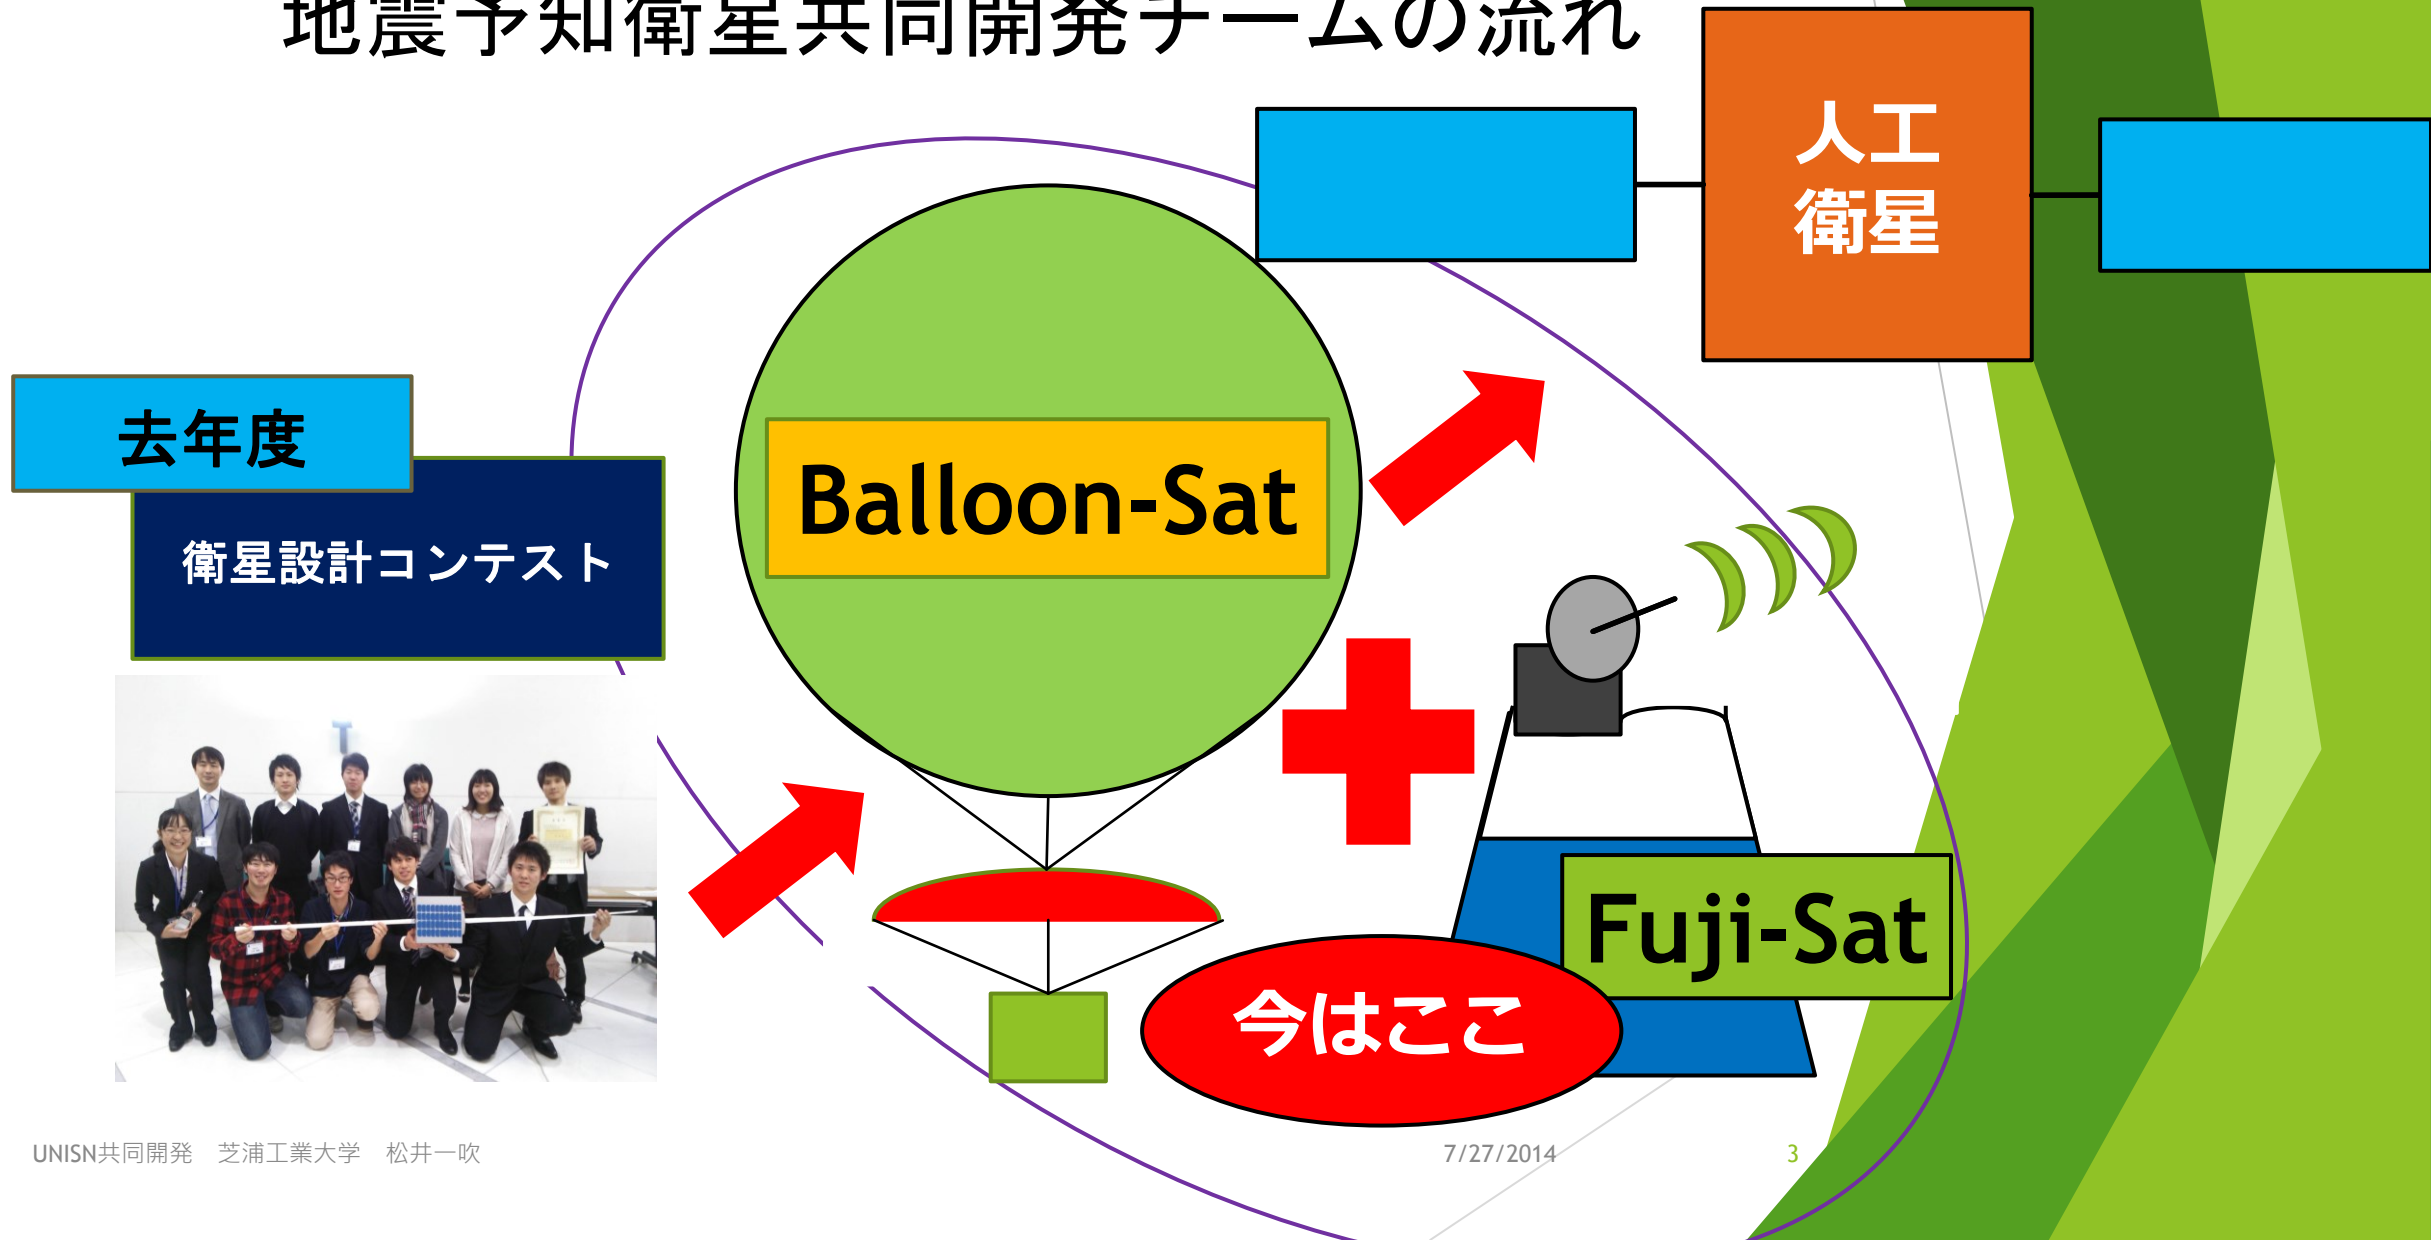 地震予知衛星共同開発チームの流れ
人工
衛星
去年度
衛星設計コンテスト
Balloon-Sat
Fuji-Sat
今はここ
UNISN共同開発　芝浦工業大学　松井一吹
7/27/2014
3